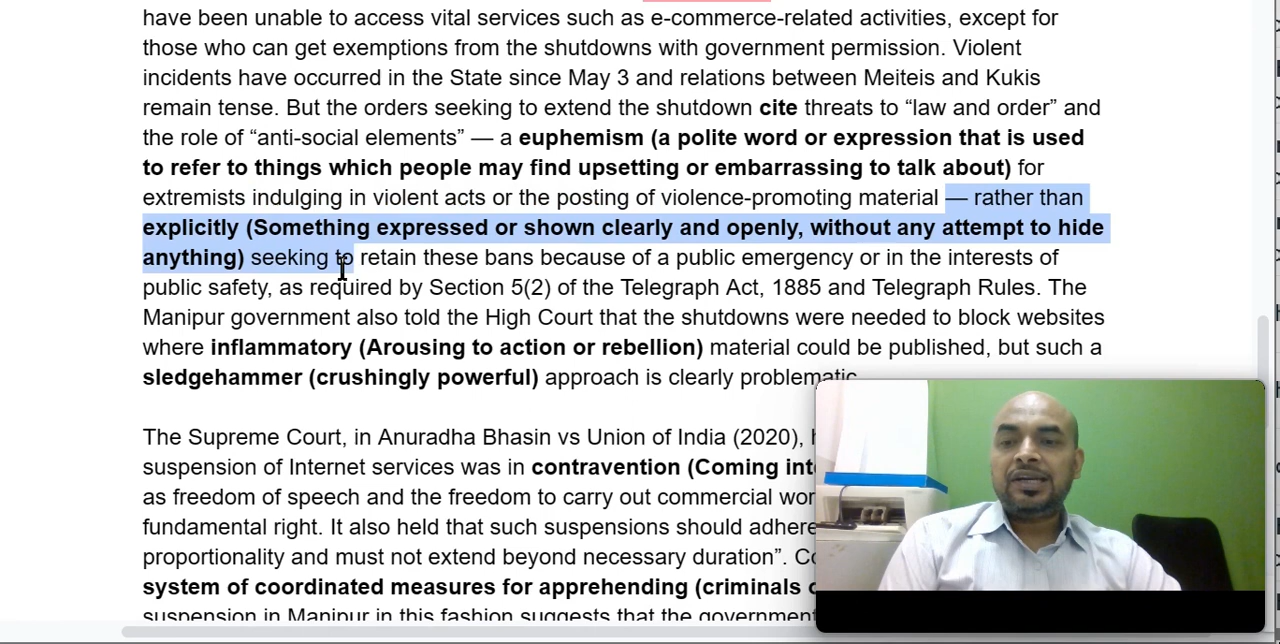 have been unable to access vital services such as e-commerce-related activities, except for
those who can get exemptions from the shutdowns with government permission. Violent
incidents have occurred in the State since May 3 and relations between Meiteis and Kukis
remain tense. But the orders seeking to extend the shutdown cite threats to “law and order” and
the role of “anti-social elements” — a euphemism (a polite word or expression that is used
to refer to things which people may find upsetting or embarrassing to talk about) for
extremists indulging in violent acts or the posting of violence-promoting material — rather than
explicitly (Something expressed or shown clearly and openly, without any attempt to hide
anything) seeking to retain these bans because of a public emergency or in the interests of
public safety, as required by Section 5(2) of the Telegraph Act, 1885 and Telegraph Rules. The
Manipur government also told the High Court that the shutdowns were needed to block websites
where inflammatory (Arousing to action or rebellion) material could be published, but such a
sledgehammer (crushingly powerful) approach is clearly problematic
The Supreme Court, in Anuradha Bhasin vs Union of India (2020),
suspension of Internet services was in contravention (Coming
as freedom of speech and the freedom to carry out commercial
fundamental right. It also held that such suspensions should
proportionality and must not extend beyond necessary duration”.
system of coordinated measures for apprehending (criminals
suspension in Manipur in this fashion suggests that the government